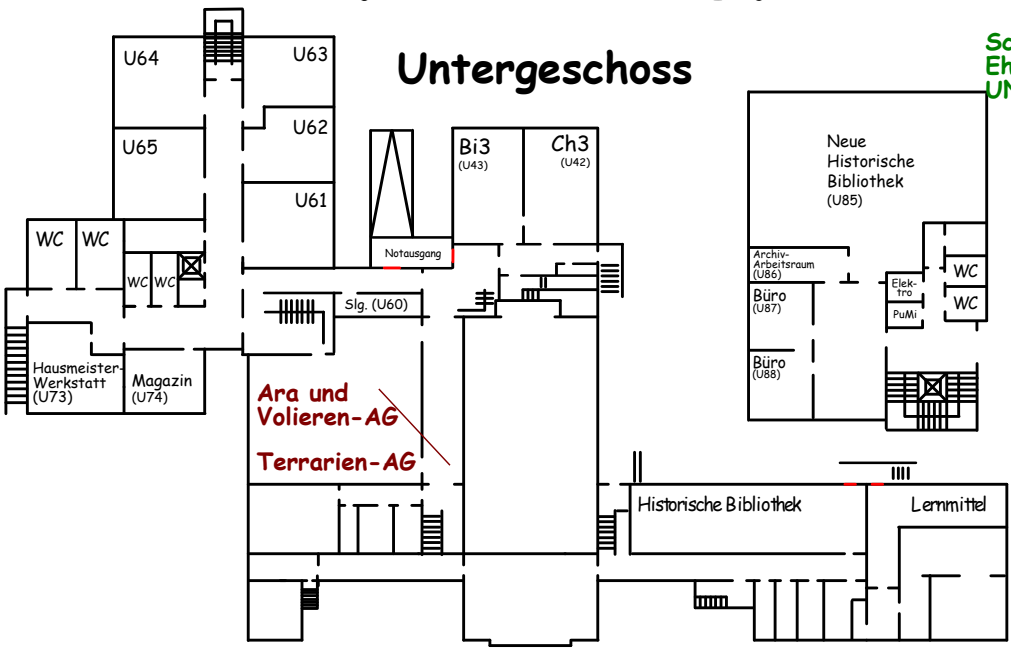 Untergeschoss
U64
U63
U62
U65
U61
Bi3
(U43)
Ch3
(U42)
Notausgang
WC
WC
WC
WC
Slg. (U60)
Hausmeister-
Werkstatt
(U73)
Magazin
(U74)
Ara und
Volieren-AG
Terrarien-AG
Neue
Historische
Bibliothek
(U85)
Archiv-
Arbeitsraum
(U86)
Büro
(U87)
Büro
(U88)
Elek-
tro
PuMi
WC
WC
Historische Bibliothek
Lernmittel